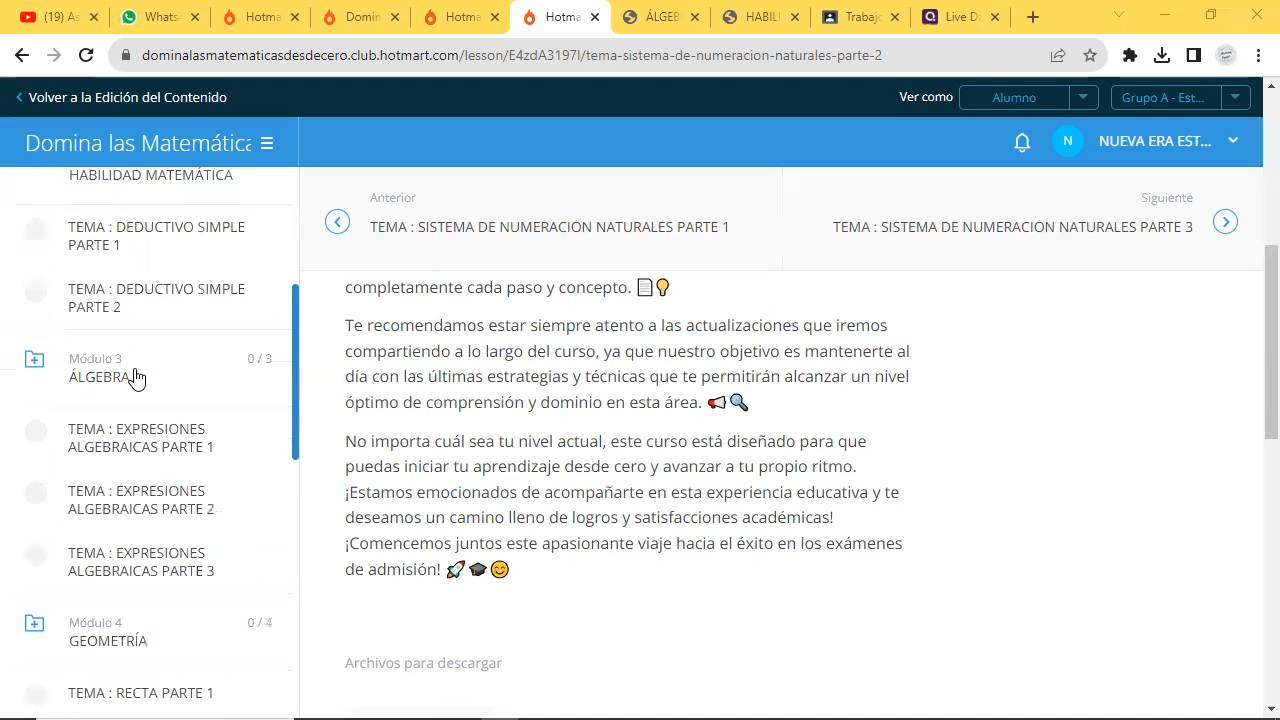 (2) As
Whats
Hotma
Domin
Hotma
Hotma
ÁLGEB
HABIL
Trabajo
Live D
dominalasmatematicasdesdecero.club.hotmart.com/lesson/E4zdA3197l/tema-sistema-de-numeracion-naturales-parte-2
Volver a la Edición del Contenido
Ver como
Alumno
Grupo A - Est...
Domina las Matemática
N
NUEVA ERA EST...
HABILIDAD MATEMÁTICA
TEMA : DEDUCTIVO SIMPLE
PARTE 1
TEMA : DEDUCTIVO SIMPLE
PARTE 2
Módulo 3
0 / 3
ÁLGEBRA
TEMA : EXPRESIONES
ALGEBRAICAS PARTE 1
TEMA : EXPRESIONES
ALGEBRAICAS PARTE 2
TEMA : EXPRESIONES
ALGEBRAICAS PARTE 3
Módulo 4
0 / 4
GEOMETRÍA
TEMA : RECTA PARTE 1
Anterior
TEMA : SISTEMA DE NUMERACIÓN NATURALES PARTE 1
Siguiente
TEMA : SISTEMA DE NUMERACIÓN NATURALES PARTE 3
completamente cada paso y concepto. 📄💡
Te recomendamos estar siempre atento a las actualizaciones que iremos
compartiendo a lo largo del curso, ya que nuestro objetivo es mantenerte al
día con las últimas estrategias y técnicas que te permitirán alcanzar un nivel
óptimo de comprensión y dominio en esta área. 📢🔍
No importa cuál sea tu nivel actual, este curso está diseñado para que
puedas iniciar tu aprendizaje desde cero y avanzar a tu propio ritmo.
¡Estamos emocionados de acompañarte en esta experiencia educativa y te
deseamos un camino lleno de logros y satisfacciones académicas!
¡Comencemos juntos este apasionante viaje hacia el éxito en los exámenes
de admisión! 🚀🎓😊
Archivos para descargar